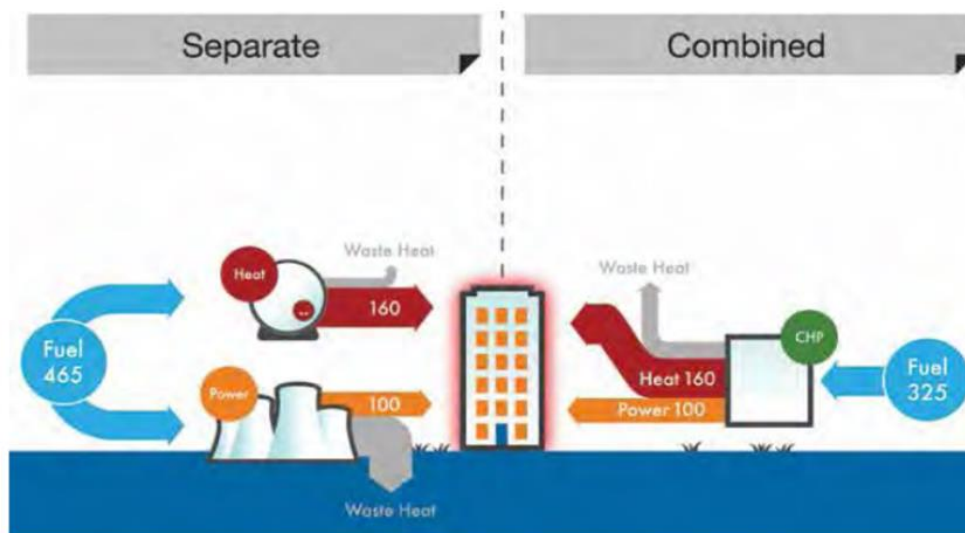 Separate
Combined
Heat
Waste Heat
160
Fuel
465
Power
100
Waste Heat
Waste Heat
CHP
Heat 160
Power 100
Fuel
325